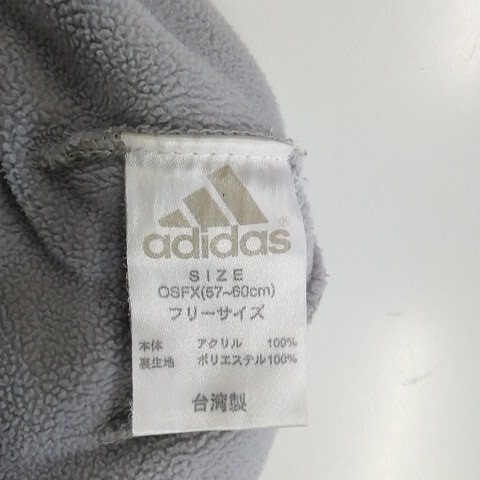 adidas®
SIZE
OSFX(57~60cm)
フリーサイズ
本体 アクリル 100%
裏生地 ポリエステル100%
台湾製